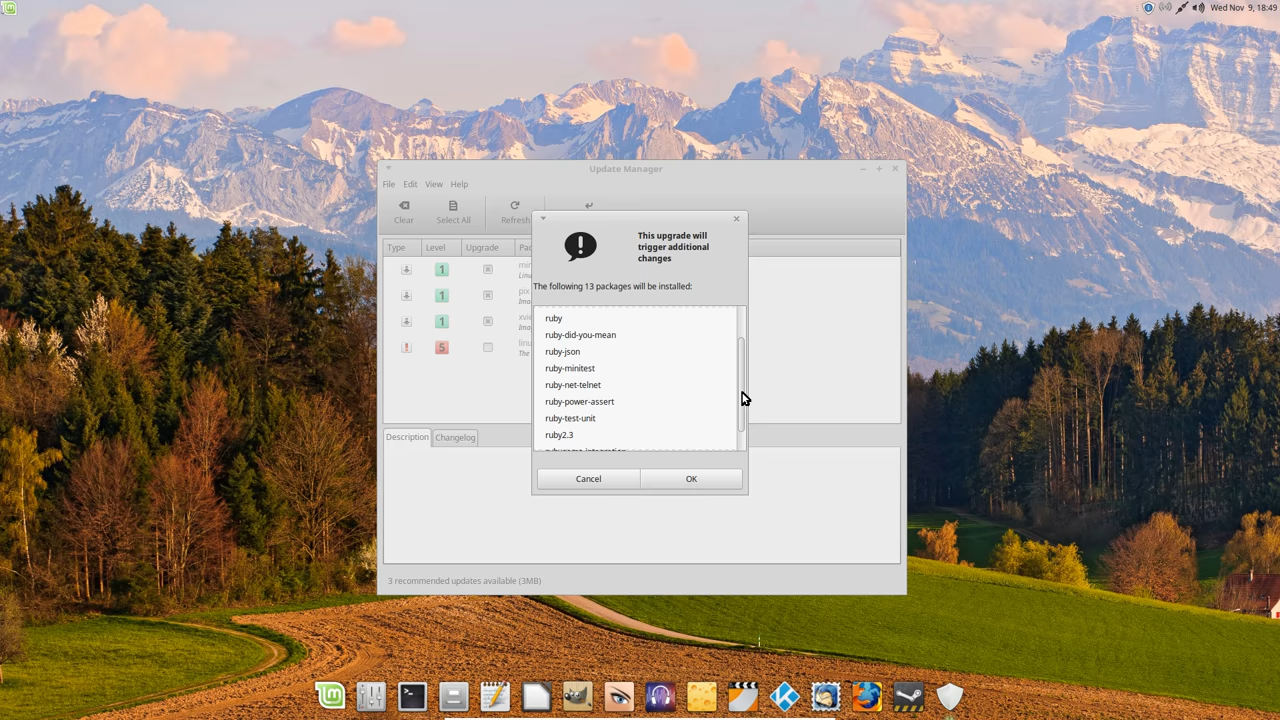 Wed Nov 9, 18:49
Update Manager
File Edit View Help
Clear Select All Refresh
Type Level Upgrade
1
1
1
5
This upgrade will
trigger additional
changes
The following 13 packages will be installed:
ruby
ruby-did-you-mean
ruby-json
ruby-minitest
ruby-net-telnet
ruby-power-assert
ruby-test-unit
ruby2.3
Cancel OK
Description Changelog
3 recommended updates available (3MB)